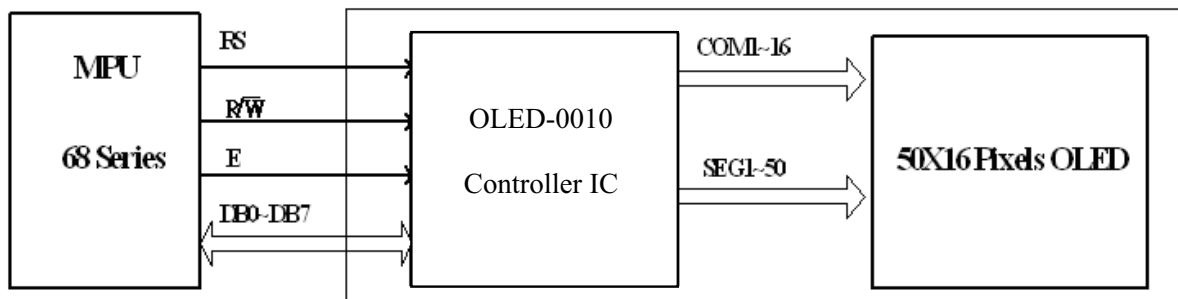 MPU
68 Series
RS
R/W̅
E
DB0~DB7
OLED-0010
Controller IC
COM1~16
SEG1~50
50X16 Pixels OLED